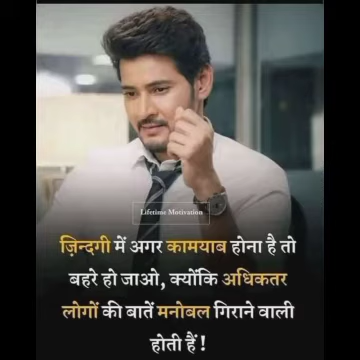 Lifetime Motivation
ज़िन्दगी में अगर कामयाब होना है तो
बहरे हो जाओ, क्योंकि अधिकतर
लोगों की बातें मनोबल गिराने वाली
होती हैं !